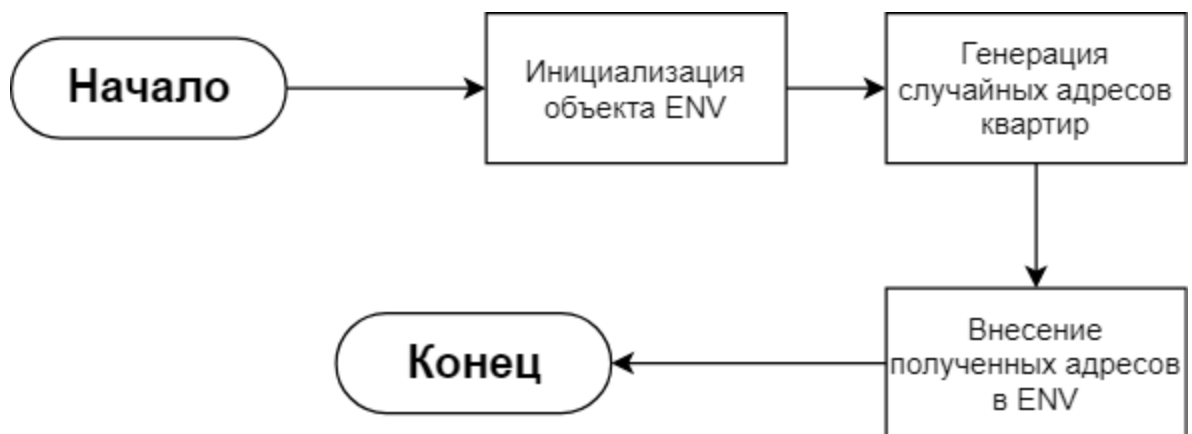 Начало
Инициализация
объекта ENV
Генерация
случайных адресов
квартир
Внесение
полученных адресов
в ENV
Конец